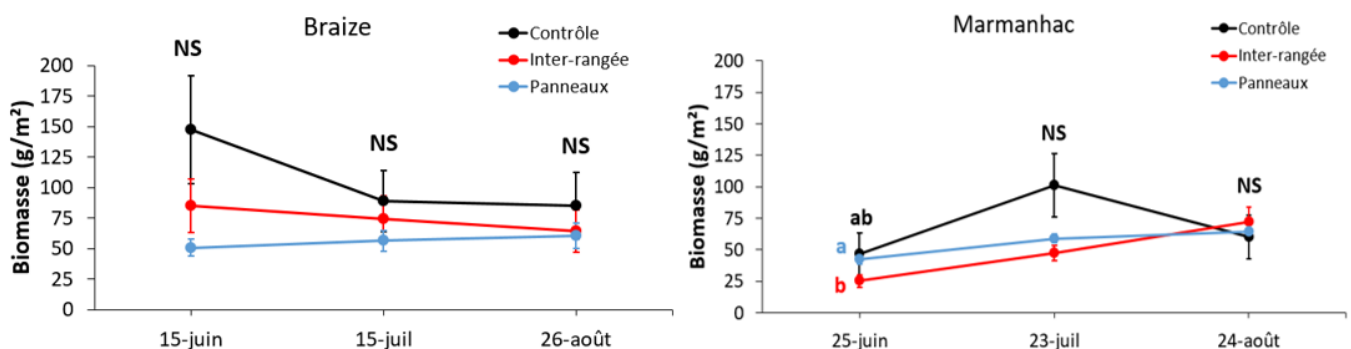 Braize
Contrôle
Inter-rangée
Panneaux
NS
NS
NS
Biomasse (g/m²)
200
175
150
125
100
75
50
25
0
15-juin
15-juil
26-août
Marmanhac
Contrôle
Inter-rangée
Panneaux
NS
NS
ab
a
b
Biomasse (g/m²)
200
175
150
125
100
75
50
25
0
25-juin
23-juil
24-août